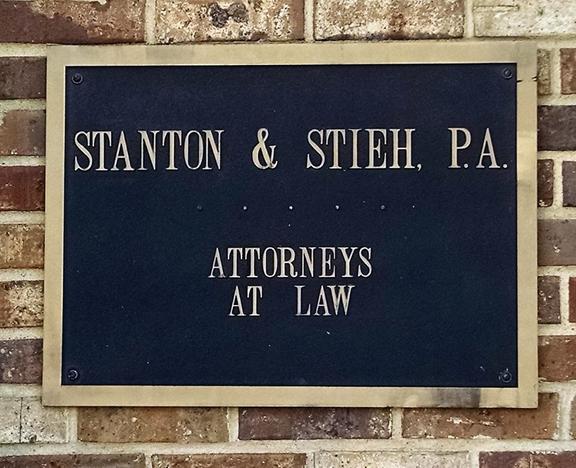 STANTON & STIEH, P.A.
ATTORNEYS
AT LAW